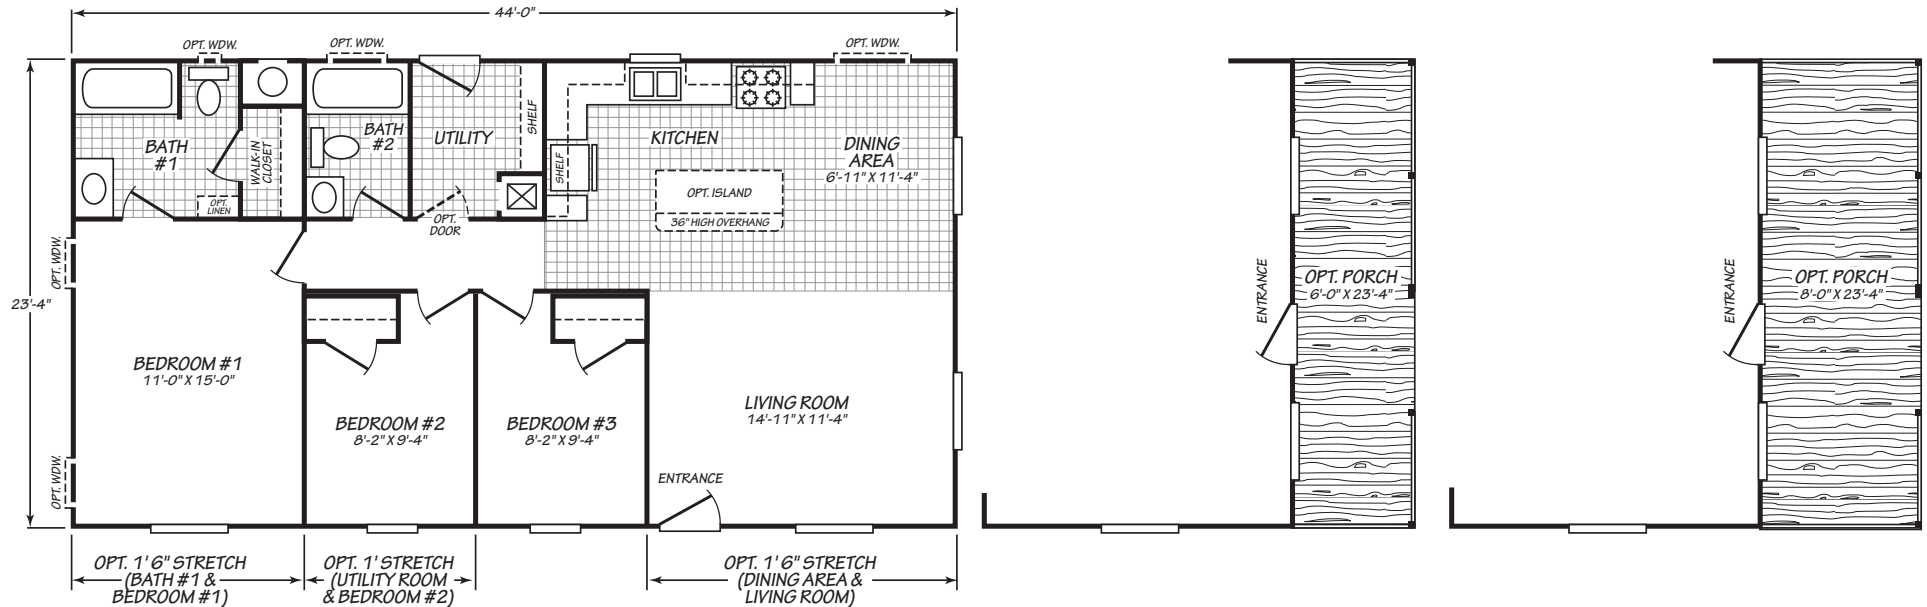 44'-0"
OPT. WDW.
OPT. WDW.
OPT. WDW.
BATH
#1
WALK-IN
CLOSET
OPT.
LINEN
BATH
#2
UTILITY
SHELF
OPT.
DOOR
SHELF
KITCHEN
OPT. ISLAND
36" HIGH OVERHANG
DINING
AREA
6'-11" X 11'-4"
23'-4"
OPT. WDW.
OPT. WDW.
BEDROOM #1
11'-0" X 15'-0"
BEDROOM #2
8'-2" X 9'-4"
BEDROOM #3
8'-2" X 9'-4"
LIVING ROOM
14'-11" X 11'-4"
ENTRANCE
OPT. 1' 6" STRETCH
(BATH #1 &
BEDROOM #1)
OPT. 1' STRETCH
(UTILITY ROOM
& BEDROOM #2)
OPT. 1' 6" STRETCH
(DINING AREA &
LIVING ROOM)
ENTRANCE
OPT. PORCH
6'-0" X 23'-4"
ENTRANCE
OPT. PORCH
8'-0" X 23'-4"